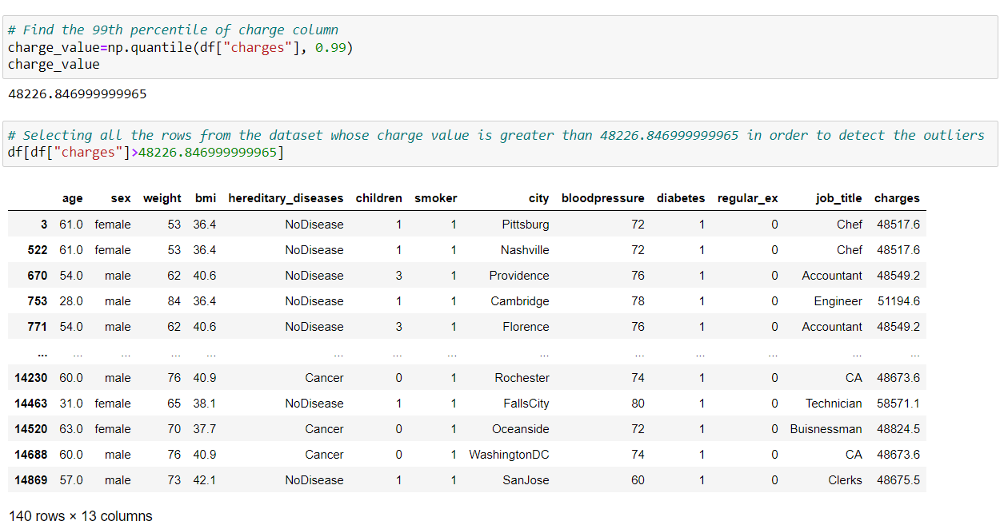 # Find the 99th percentile of charge column
charge_value=np.quantile(df["charges"], 0.99)
charge_value
48226.846999999965
# Selecting all the rows from the dataset whose charge value is greater than 48226.846999999965 in order to detect the outliers
df[df["charges"]>48226.846999999965]
age sex weight bmi hereditary_diseases children smoker city bloodpressure diabetes regular_ex job_title charges
3 61.0 female 53 36.4 NoDisease 1 1 Pittsburg 72 1 0 Chef 48517.6
522 61.0 female 53 36.4 NoDisease 1 1 Nashville 72 1 0 Chef 48517.6
670 54.0 male 62 40.6 NoDisease 3 1 Providence 76 1 0 Accountant 48549.2
753 28.0 male 84 36.4 NoDisease 1 1 Cambridge 78 1 0 Engineer 51194.6
771 54.0 male 62 40.6 NoDisease 3 1 Florence 76 1 0 Accountant 48549.2
... ... ... ... ... ... ... ... ... ... ... ... ... ...
14230 60.0 male 76 40.9 Cancer 0 1 Rochester 74 1 0 CA 48673.6
14463 31.0 female 65 38.1 NoDisease 1 1 FallsCity 80 1 0 Technician 58571.1
14520 63.0 female 70 37.7 Cancer 0 1 Oceanside 72 1 0 Buisnessman 48824.5
14688 60.0 male 76 40.9 Cancer 0 1 WashingtonDC 74 1 0 CA 48673.6
14869 57.0 male 73 42.1 NoDisease 1 1 SanJose 60 1 0 Clerks 48675.5
140 rows × 13 columns